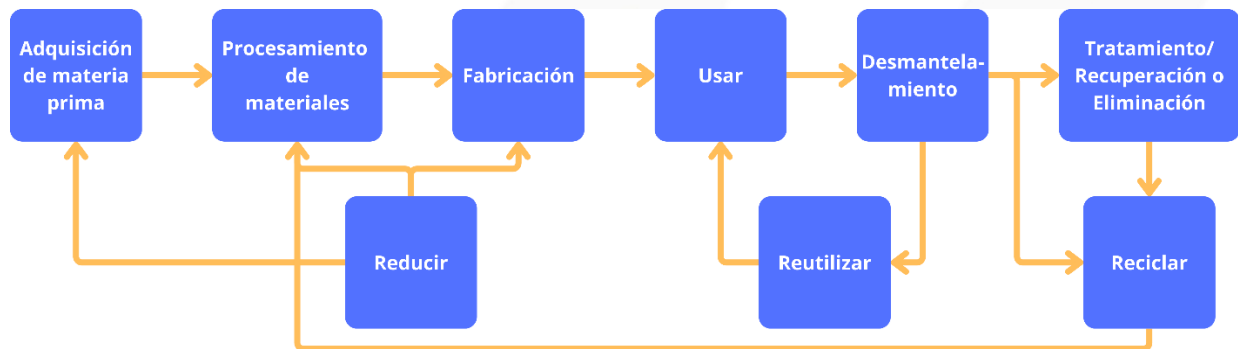 Adquisición
de materia
prima
Procesamiento
de
materiales
Fabricación
Usar
Desmantela-
miento
Tratamiento/
Recuperación o
Eliminación
Reducir
Reutilizar
Reciclar